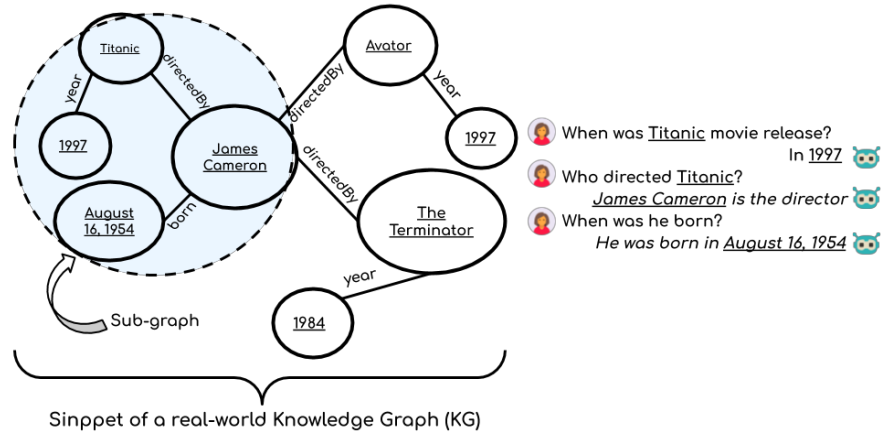 Titanic
Avator
year
directedBy
directedBy
year
1997
James
Cameron
1997
directedBy
August
16, 1954
born
The
Terminator
year
Sub-graph
1984
Sinppet of a real-world Knowledge Graph (KG)
When was Titanic movie release?
In 1997
Who directed Titanic?
James Cameron is the director
When was he born?
He was born in August 16, 1954